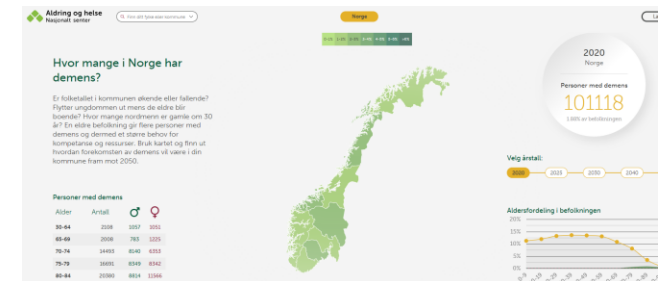 Aldring og helse
Nasjonalt senter
Norge
Hvor mange i Norge har
demens?
Er folketallet i kommunen økende eller fallende?
Flytter ungdommen ut mens de eldre blir
boende? Hvor mange nordmenn er gamle om 30
år? En eldre befolkning gir flere personer med
demens og dermed et større behov for
kompetanse og ressurser. Bruk kartet og finn ut
hvordan forekomsten av demens vil være i din
kommune fram mot 2050.
2020
Norge
Personer med demens
101118
Velg årstall:
2020 2025 2030 2040
Personer med demens
Alder Antall ♂ ♀
30-64 2108 1057 1051
65-69 2008 783 1225
70-74 14493 8140 6353
75-79 16691 8349 8342
80-84 20380 8814 11566
Aldersfordeling i befolkningen
20%
15%
10%
5%
0%